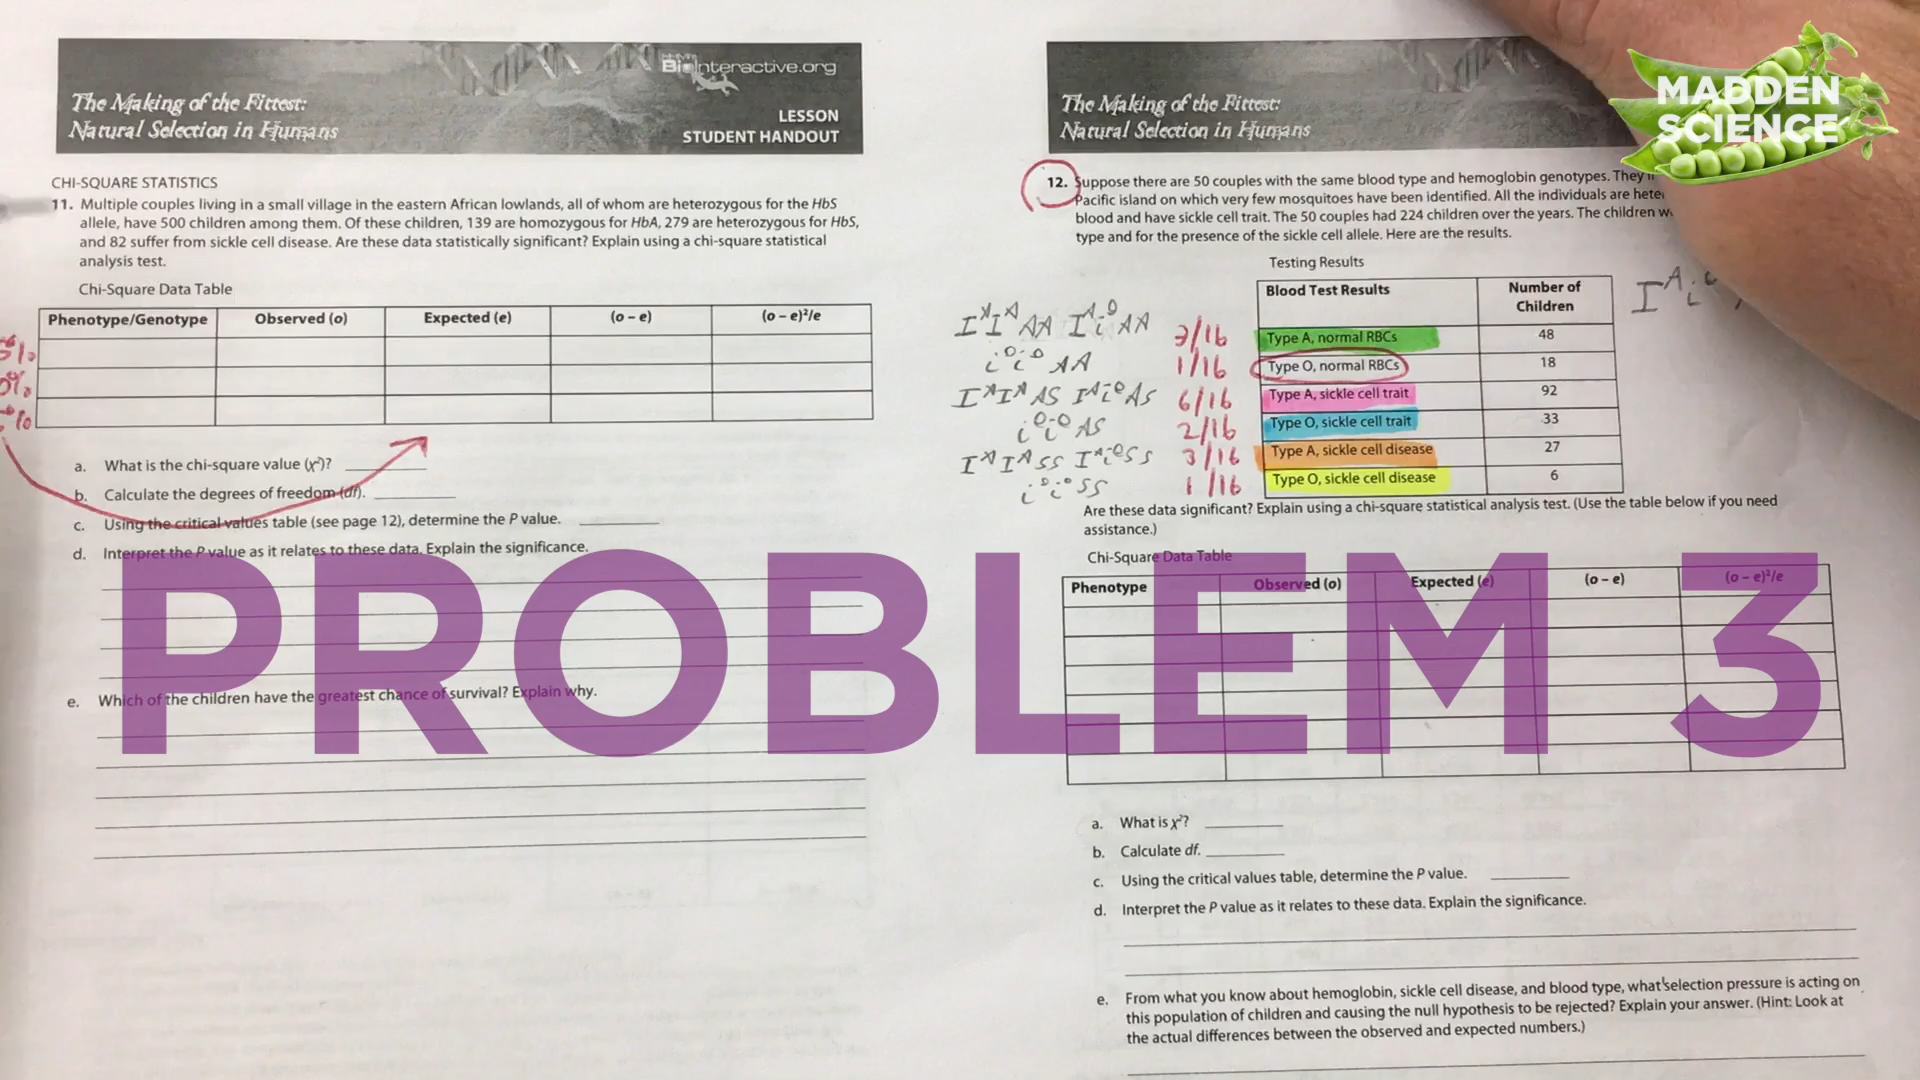 The Making of the Fittest:
Natural Selection in Humans
BioInteractive.org
LESSON
STUDENT HANDOUT
CHI-SQUARE STATISTICS
11. Multiple couples living in a small village in the eastern African lowlands, all of whom are heterozygous for the HbS
allele, have 500 children among them. Of these children, 139 are homozygous for HbA, 279 are heterozygous for HbS,
and 82 suffer from sickle cell disease. Are these data statistically significant? Explain using a chi-square statistical
analysis test.
Chi-Square Data Table
Phenotype/Genotype Observed (o) Expected (e) (o – e) (o – e)²/e
a. What is the chi-square value (x²)?
b. Calculate the degrees of freedom (df).
c. Using the critical values table (see page 12), determine the P value.
d. Interpret the P value as it relates to these data. Explain the significance.
e. Which of the children have the greatest chance of survival? Explain why.
The Making of the Fittest:
Natural Selection in Humans
MADDEN
SCIENCE
12. Suppose there are 50 couples with the same blood type and hemoglobin genotypes. They
Pacific island on which very few mosquitoes have been identified. All the individuals are
blood and have sickle cell trait. The 50 couples had 224 children over the years. The children
type and for the presence of the sickle cell allele. Here are the results.
Testing Results
Blood Test Results Number of
Children
IᴬIᴬ AA Iᴬi° AA 3/16 Type A, normal RBCs 48
i°i° AA 1/16 Type O, normal RBCs 18
IᴬIᴬ AS Iᴬi° AS 6/16 Type A, sickle cell trait 92
i°i° AS 2/16 Type O, sickle cell trait 33
IᴬIᴬ SS Iᴬi° SS 3/16 Type A, sickle cell disease 27
i°i° SS 1/16 Type O, sickle cell disease 6
Are these data significant? Explain using a chi-square statistical analysis test. (Use the table below if you need
assistance.)
Chi-Square Data Table
Phenotype Observed (o) Expected (e) (o – e) (o – e)²/e
PROBLEM 3
a. What is x²?
b. Calculate df.
c. Using the critical values table, determine the P value.
d. Interpret the P value as it relates to these data. Explain the significance.
e. From what you know about hemoglobin, sickle cell disease, and blood type, what selection pressure is acting on
this population of children and causing the null hypothesis to be rejected? Explain your answer. (Hint: Look at
the actual differences between the observed and expected numbers.)